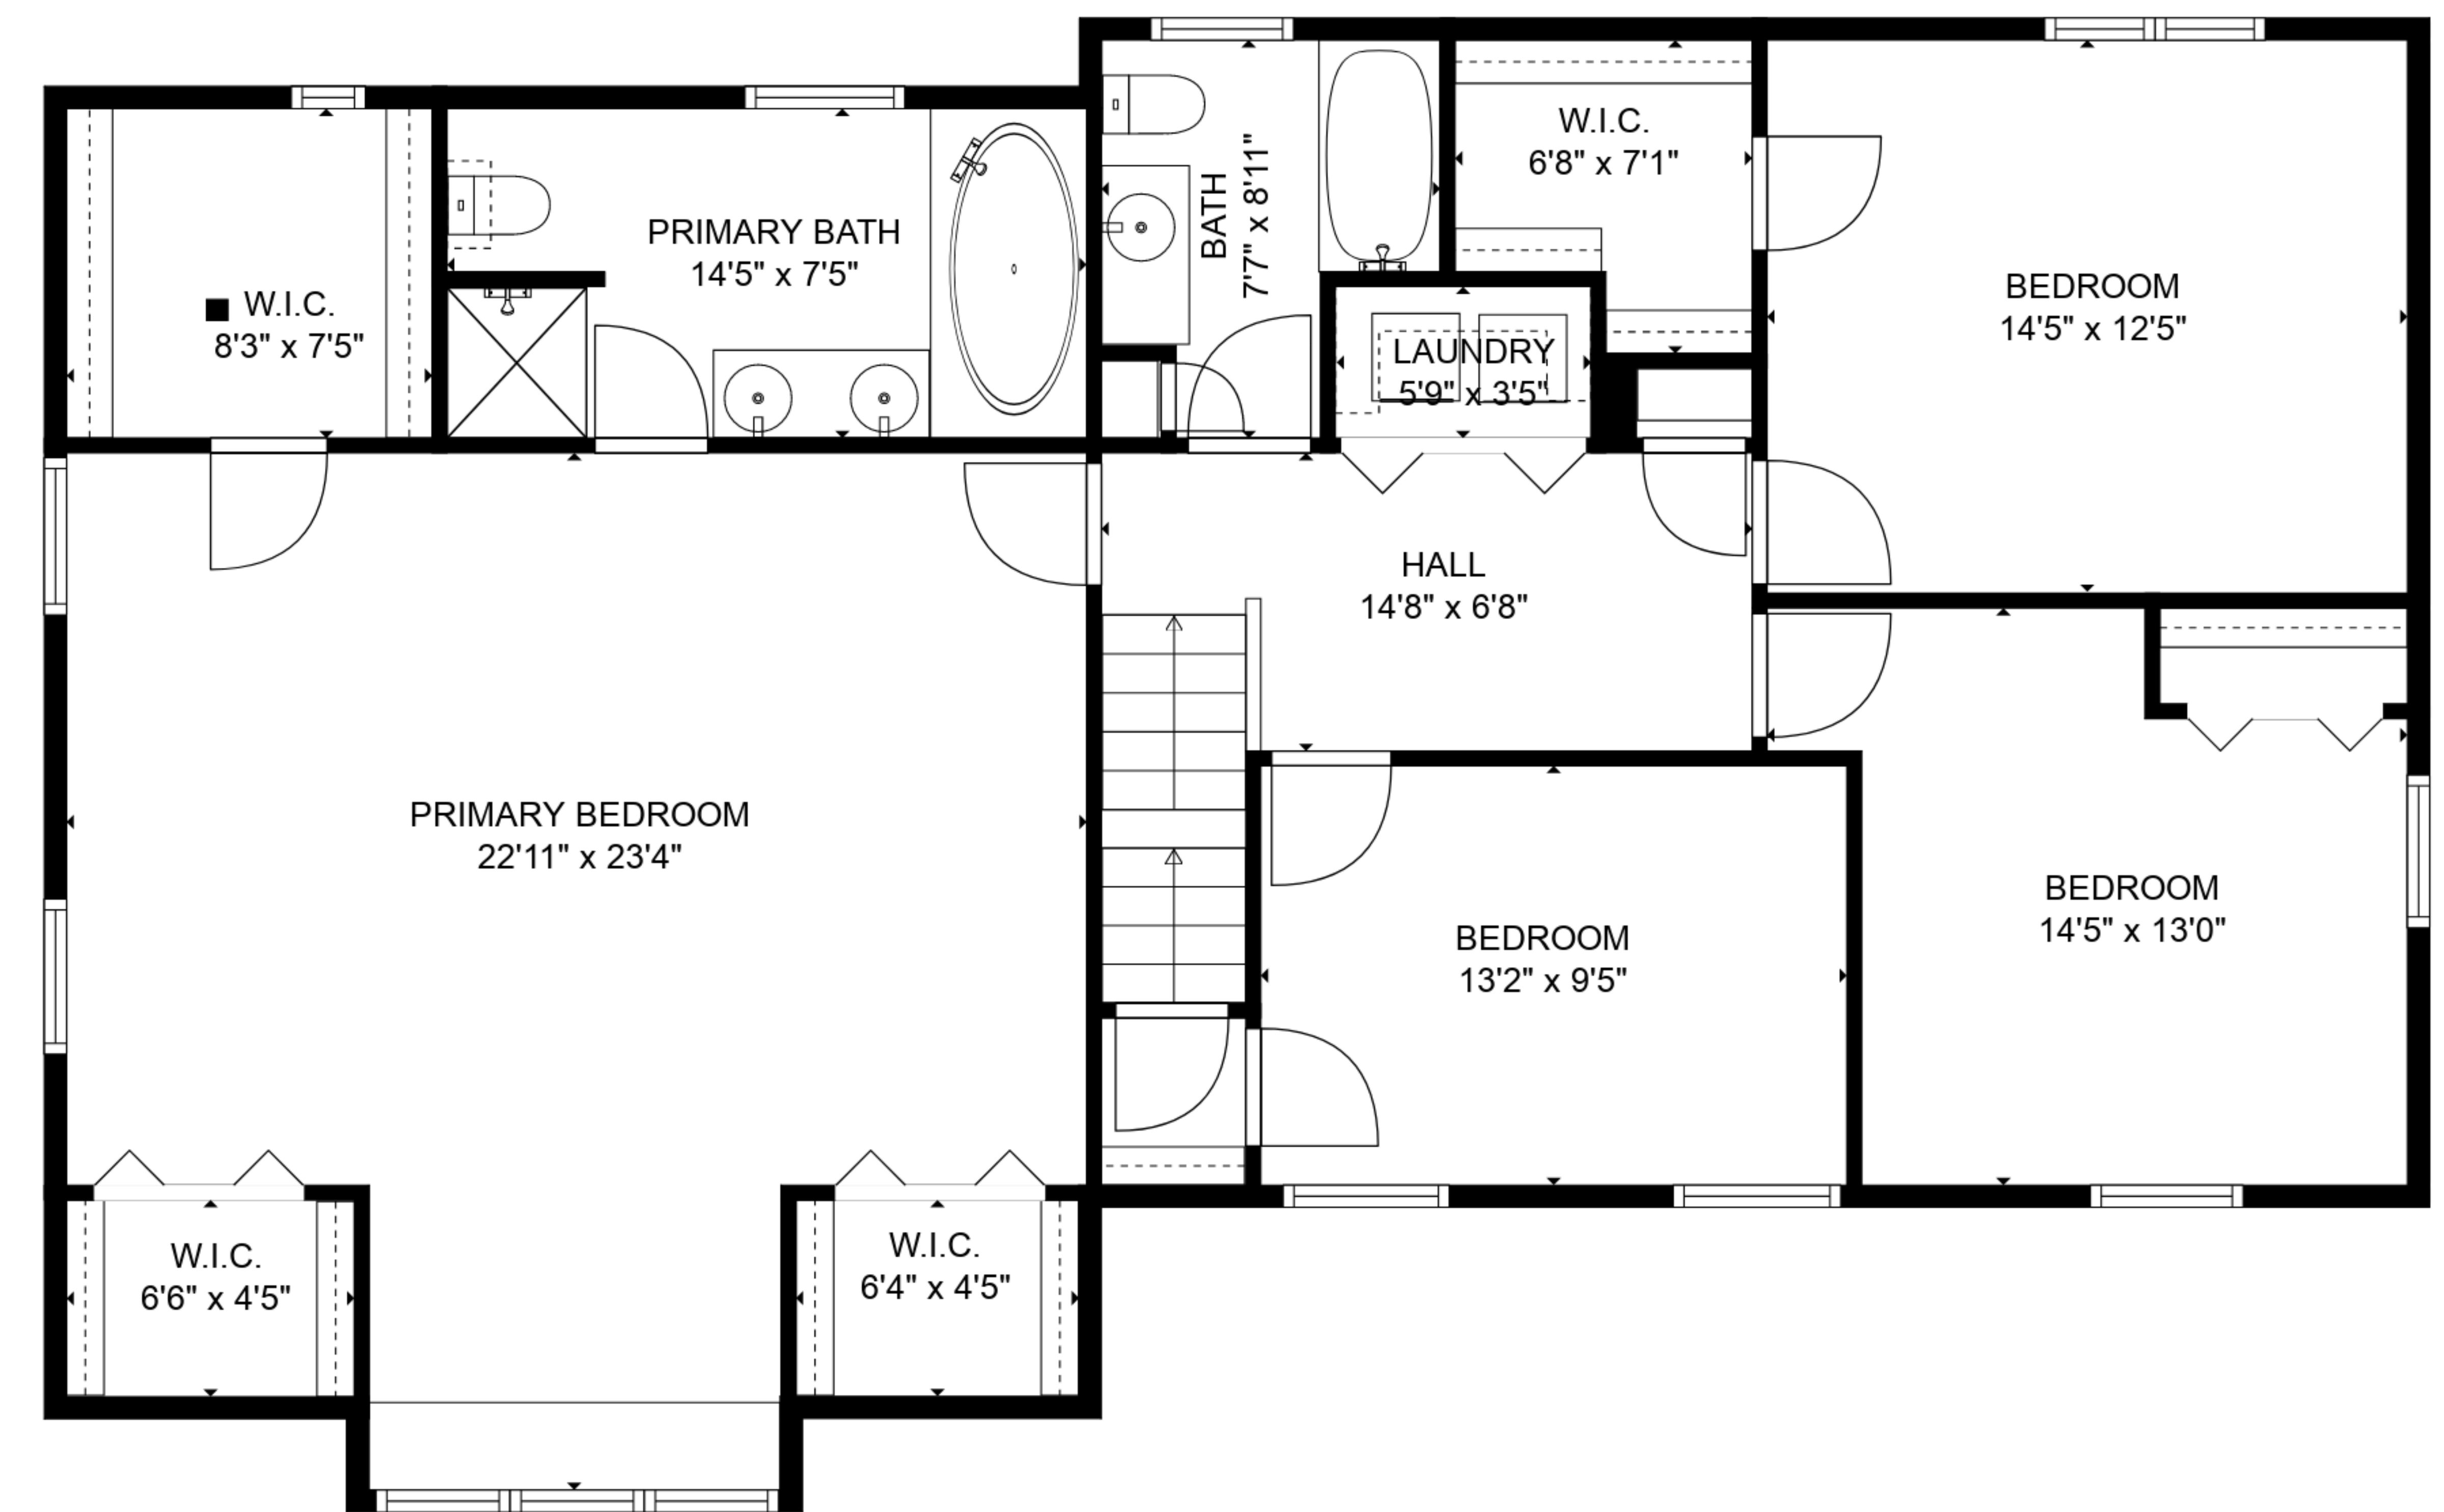 W.I.C.
6'8" x 7'1"
BATH
7'7" x 8'11"
PRIMARY BATH
14'5" x 7'5"
W.I.C.
8'3" x 7'5"
BEDROOM
14'5" x 12'5"
LAUNDRY
5'9" x 3'5"
HALL
14'8" x 6'8"
PRIMARY BEDROOM
22'11" x 23'4"
BEDROOM
14'5" x 13'0"
BEDROOM
13'2" x 9'5"
W.I.C.
6'6" x 4'5"
W.I.C.
6'4" x 4'5"